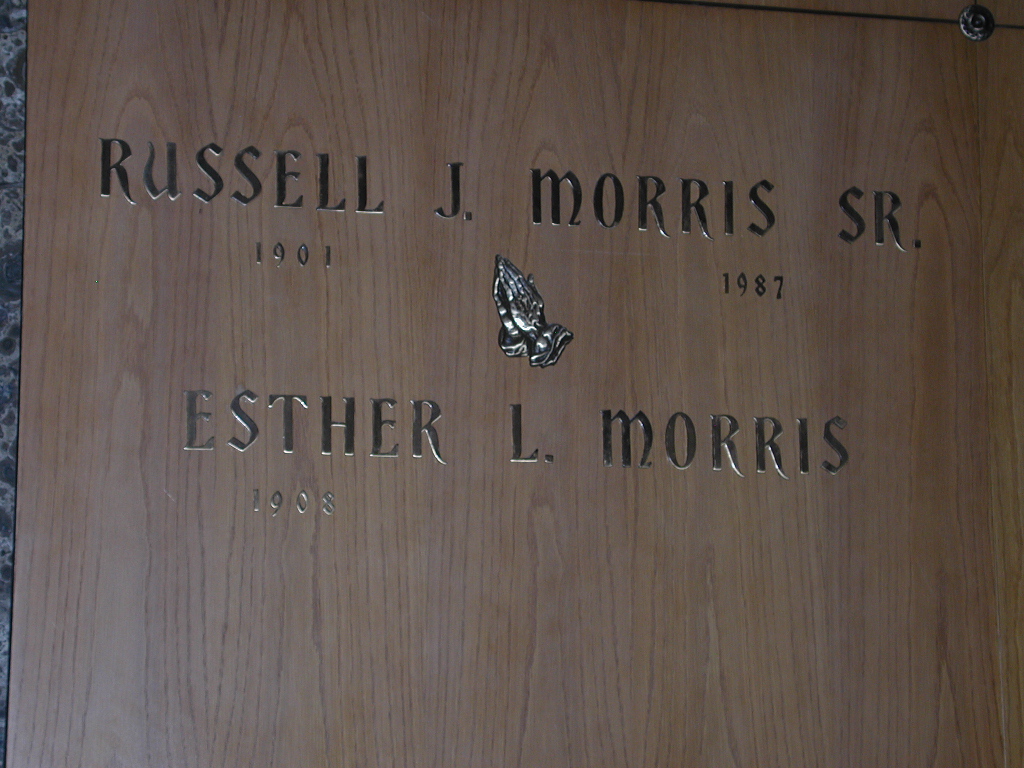 RUSSELL J. MORRIS SR.
1901 1987
ESTHER L. MORRIS
1908